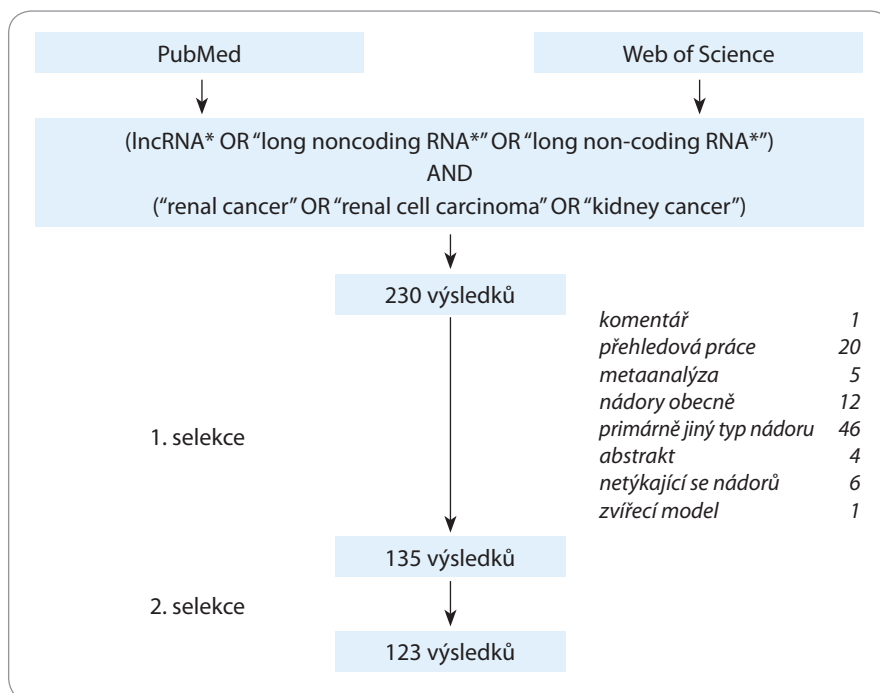 PubMed
Web of Science
(lncRNA* OR “long noncoding RNA*” OR “long non-coding RNA*”)
AND
(“renal cancer” OR “renal cell carcinoma” OR “kidney cancer”)
230 výsledků
komentář 1
přehledová práce 20
metaanalýza 5
nádory obecně 12
primárně jiný typ nádoru 46
abstrakt 4
netýkající se nádorů 6
zvířecí model 1
1. selekce
135 výsledků
2. selekce
123 výsledků